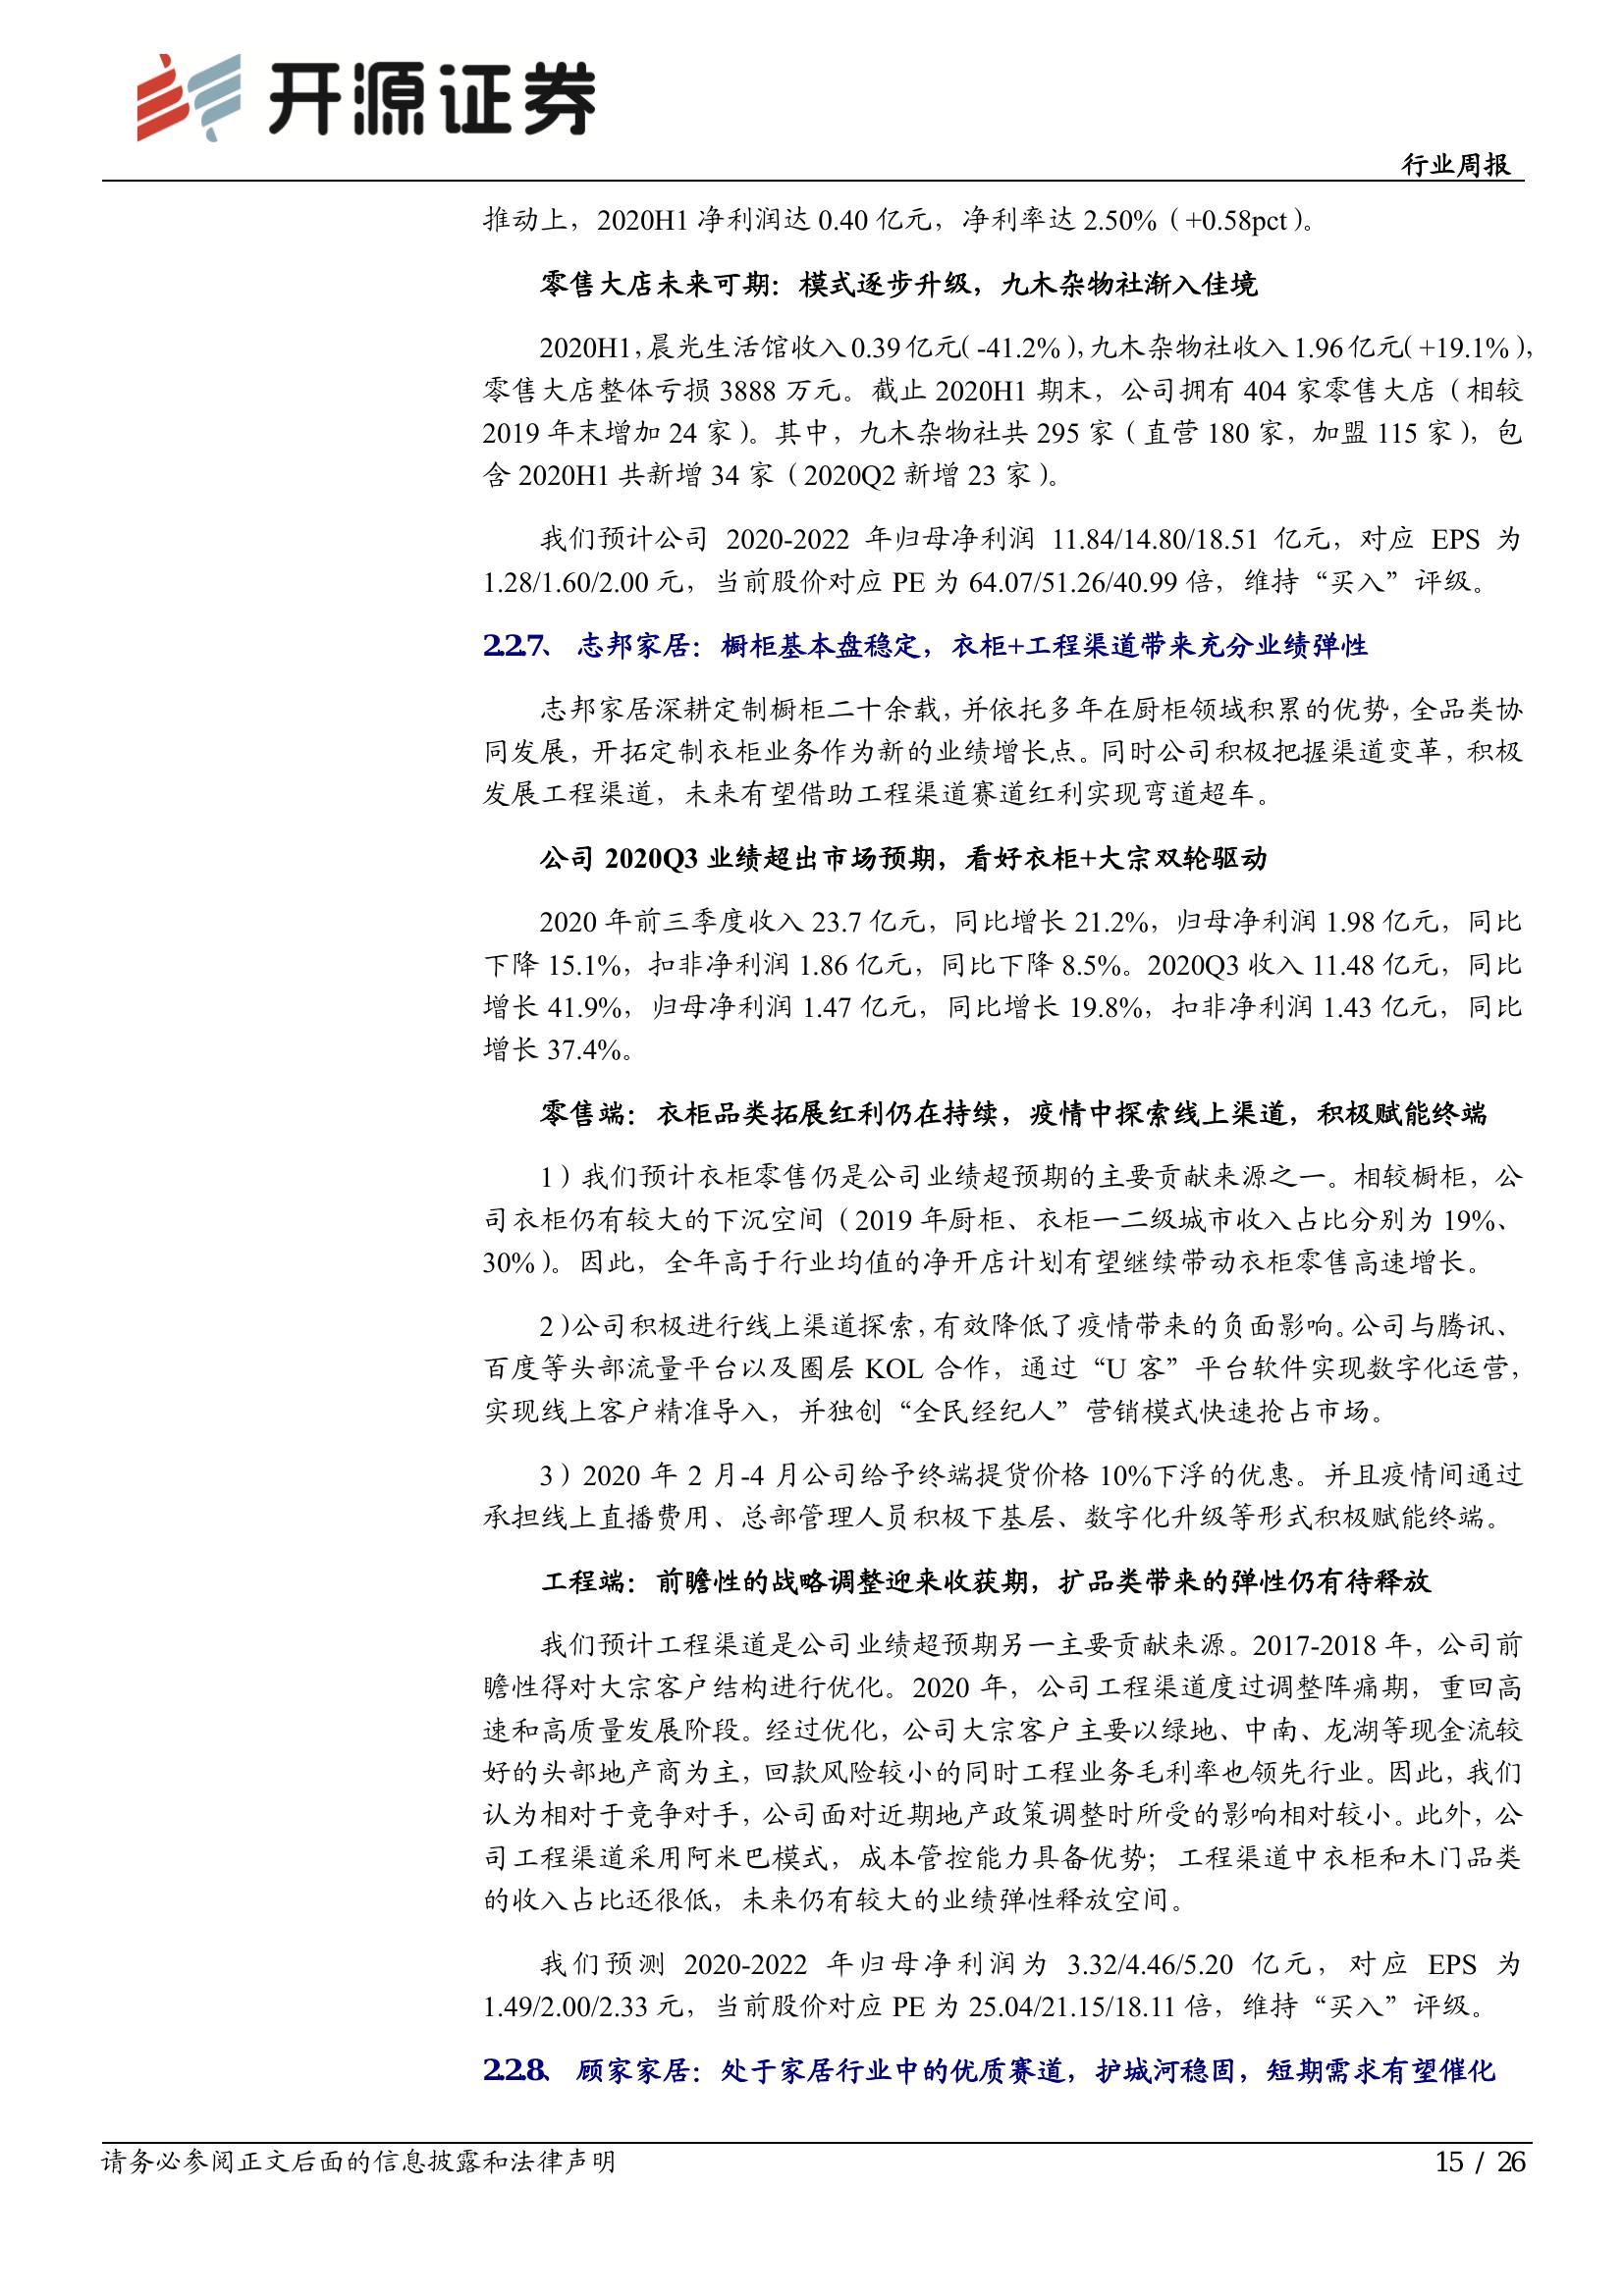 开源证券
行业周报
推动上，2020H1 净利润达 0.40 亿元，净利率达 2.50%（+0.58pct）。
零售大店未来可期：模式逐步升级，九木杂物社渐入佳境
2020H1，晨光生活馆收入 0.39 亿元（-41.2%），九木杂物社收入 1.96 亿元（+19.1%），
零售大店整体亏损 3888 万元。截止 2020H1 期末，公司拥有 404 家零售大店（相较
2019 年末增加 24 家）。其中，九木杂物社共 295 家（直营 180 家，加盟 115 家），包
含 2020H1 共新增 34 家（2020Q2 新增 23 家）。
我们预计公司 2020-2022 年归母净利润 11.84/14.80/18.51 亿元，对应 EPS 为
1.28/1.60/2.00 元，当前股价对应 PE 为 64.07/51.26/40.99 倍，维持“买入”评级。
2.2.7、 志邦家居：橱柜基本盘稳定，衣柜+工程渠道带来充分业绩弹性
志邦家居深耕定制橱柜二十余载，并依托多年在厨柜领域积累的优势，全品类协
同发展，开拓定制衣柜业务作为新的业绩增长点。同时公司积极把握渠道变革，积极
发展工程渠道，未来有望借助工程渠道赛道红利实现弯道超车。
公司 2020Q3 业绩超出市场预期，看好衣柜+大宗双轮驱动
2020 年前三季度收入 23.7 亿元，同比增长 21.2%，归母净利润 1.98 亿元，同比
下降 15.1%，扣非净利润 1.86 亿元，同比下降 8.5%。2020Q3 收入 11.48 亿元，同比
增长 41.9%，归母净利润 1.47 亿元，同比增长 19.8%，扣非净利润 1.43 亿元，同比
增长 37.4%。
零售端：衣柜品类拓展红利仍在持续，疫情中探索线上渠道，积极赋能终端
1）我们预计衣柜零售仍是公司业绩超预期的主要贡献来源之一。相较橱柜，公
司衣柜仍有较大的下沉空间（2019 年厨柜、衣柜一二级城市收入占比分别为 19%、
30%）。因此，全年高于行业均值的净开店计划有望继续带动衣柜零售高速增长。
2）公司积极进行线上渠道探索，有效降低了疫情带来的负面影响。公司与腾讯、
百度等头部流量平台以及圈层 KOL 合作，通过“U 客”平台软件实现数字化运营，
实现线上客户精准导入，并独创“全民经纪人”营销模式快速抢占市场。
3）2020 年 2 月-4 月公司给予终端提货价格 10%下浮的优惠。并且疫情间通过
承担线上直播费用、总部管理人员积极下基层、数字化升级等形式积极赋能终端。
工程端：前瞻性的战略调整迎来收获期，扩品类带来的弹性仍有待释放
我们预计工程渠道是公司业绩超预期另一主要贡献来源。2017-2018 年，公司前
瞻性得对大宗客户结构进行优化。2020 年，公司工程渠道度过调整阵痛期，重回高
速和高质量发展阶段。经过优化，公司大宗客户主要以绿地、中南、龙湖等现金流较
好的头部地产商为主，回款风险较小的同时工程业务毛利率也领先行业。因此，我们
认为相对于竞争对手，公司面对近期地产政策调整时所受的影响相对较小。此外，公
司工程渠道采用阿米巴模式，成本管控能力具备优势；工程渠道中衣柜和木门品类
的收入占比还很低，未来仍有较大的业绩弹性释放空间。
我们预测 2020-2022 年归母净利润为 3.32/4.46/5.20 亿元，对应 EPS 为
1.49/2.00/2.33 元，当前股价对应 PE 为 25.04/21.15/18.11 倍，维持“买入”评级。
2.2.8、 顾家家居：处于家居行业中的优质赛道，护城河稳固，短期需求有望催化
请务必参阅正文后面的信息披露和法律声明
15 / 26